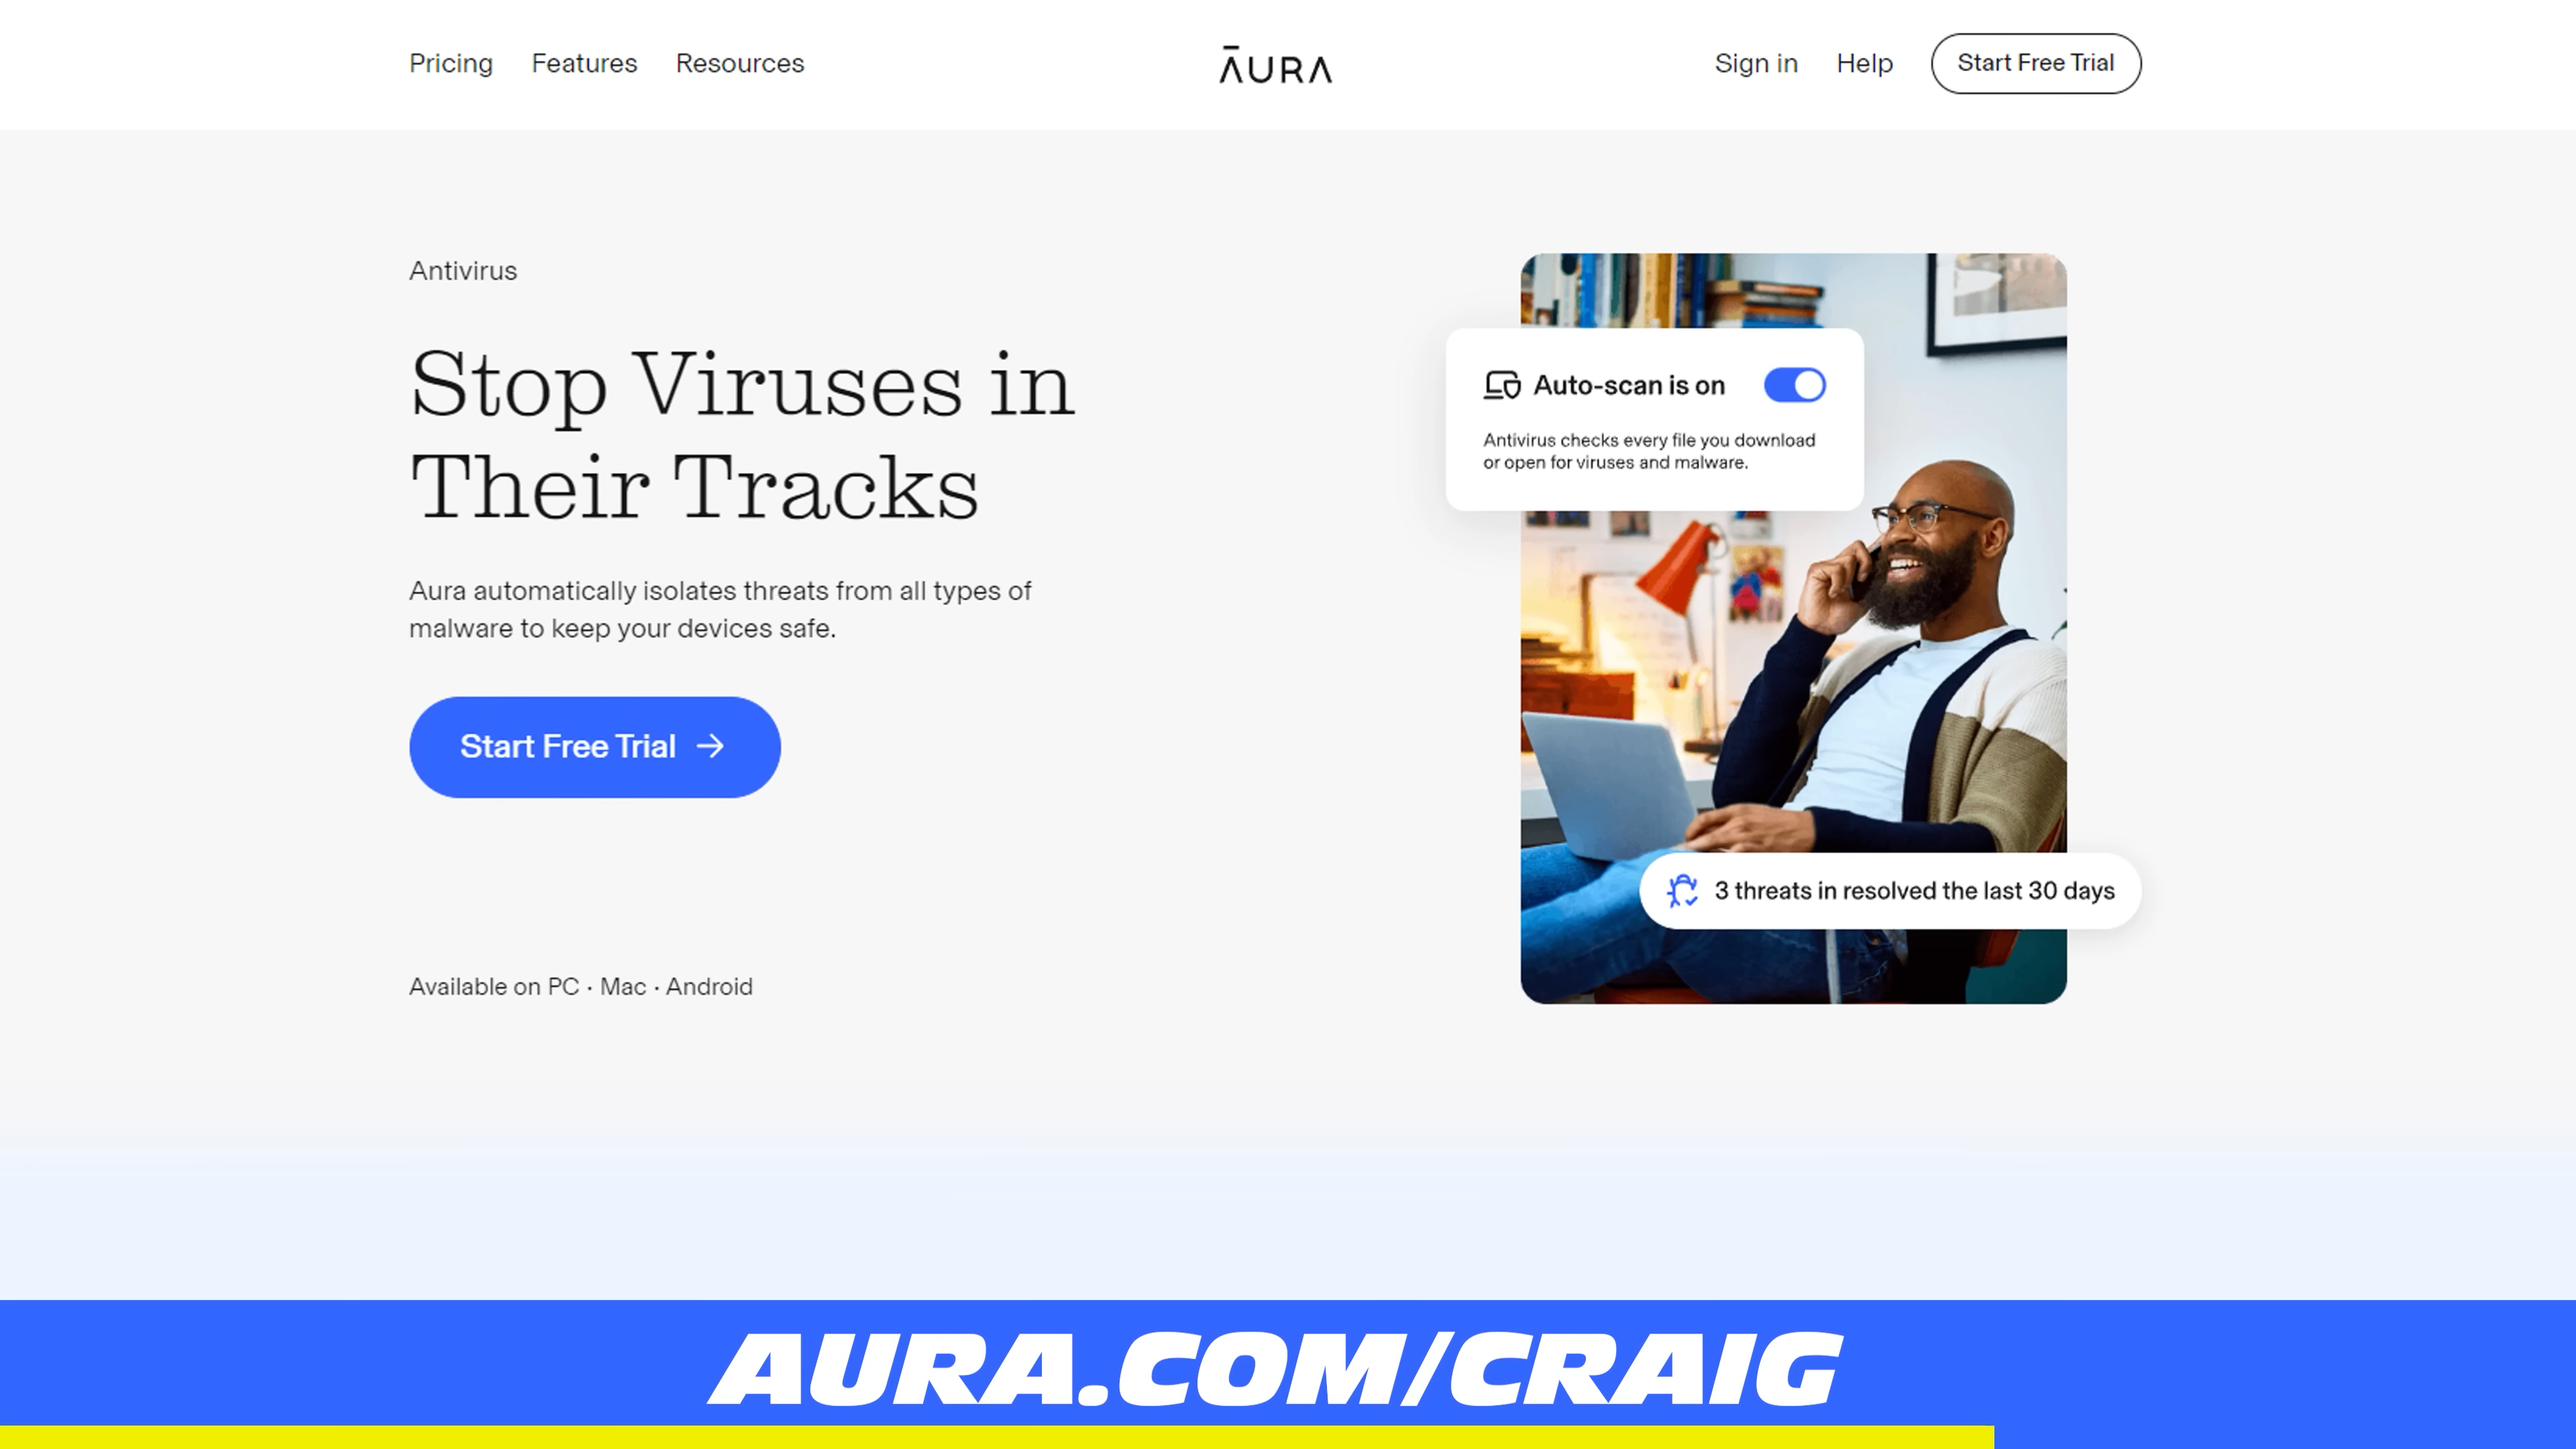 Pricing Features Resources
ĀURA
Sign in Help Start Free Trial
Antivirus
Stop Viruses in
Their Tracks
Aura automatically isolates threats from all types of
malware to keep your devices safe.
Start Free Trial →
Available on PC · Mac · Android
Auto-scan is on
Antivirus checks every file you download
or open for viruses and malware.
3 threats in resolved the last 30 days
AURA.COM/CRAIG